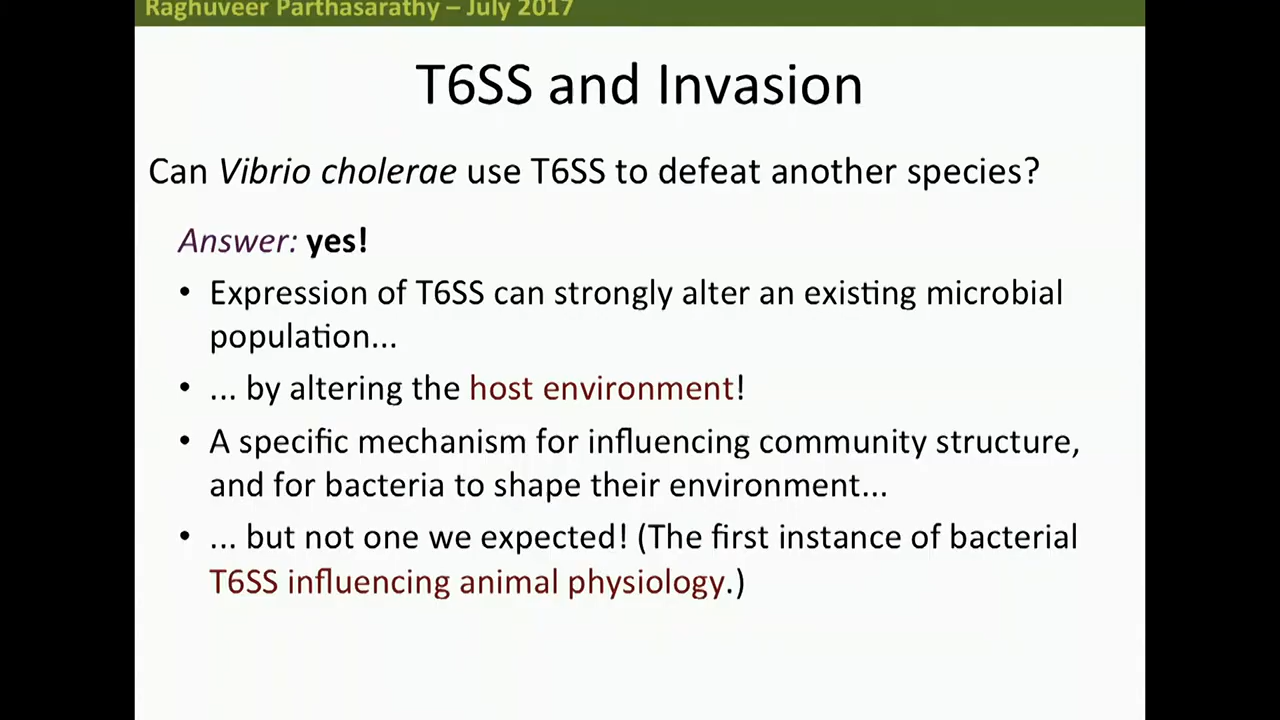 Raghuveer Parthasarathy – July 2017
T6SS and Invasion
Can Vibrio cholerae use T6SS to defeat another species?
Answer: yes!
• Expression of T6SS can strongly alter an existing microbial
population...
• ... by altering the host environment!
• A specific mechanism for influencing community structure,
and for bacteria to shape their environment...
• ... but not one we expected! (The first instance of bacterial
T6SS influencing animal physiology.)